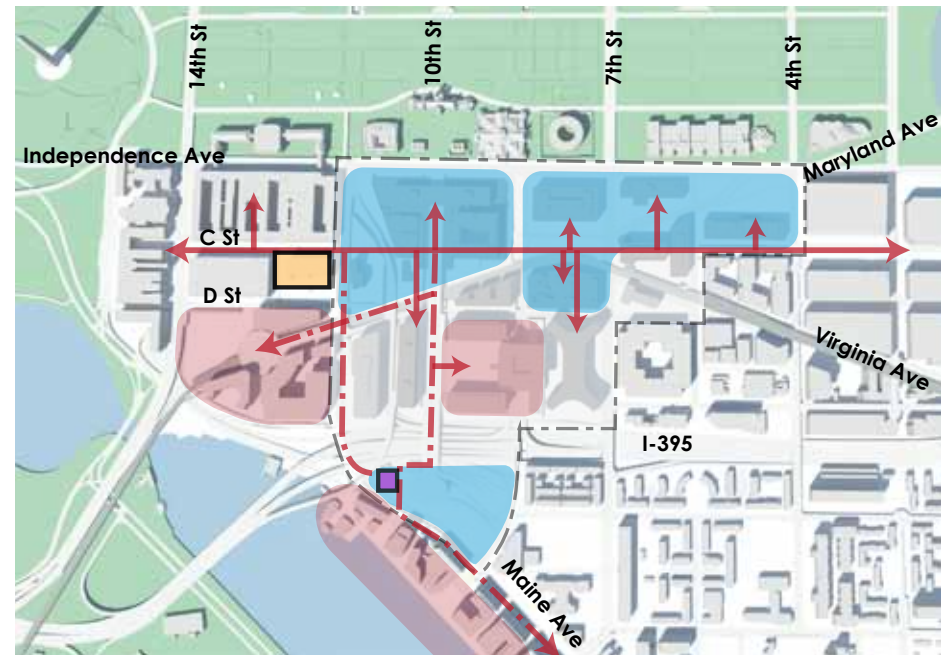 14th St
10th St
7th St
4th St
Independence Ave
Maryland Ave
C St
D St
Virginia Ave
I-395
Maine Ave